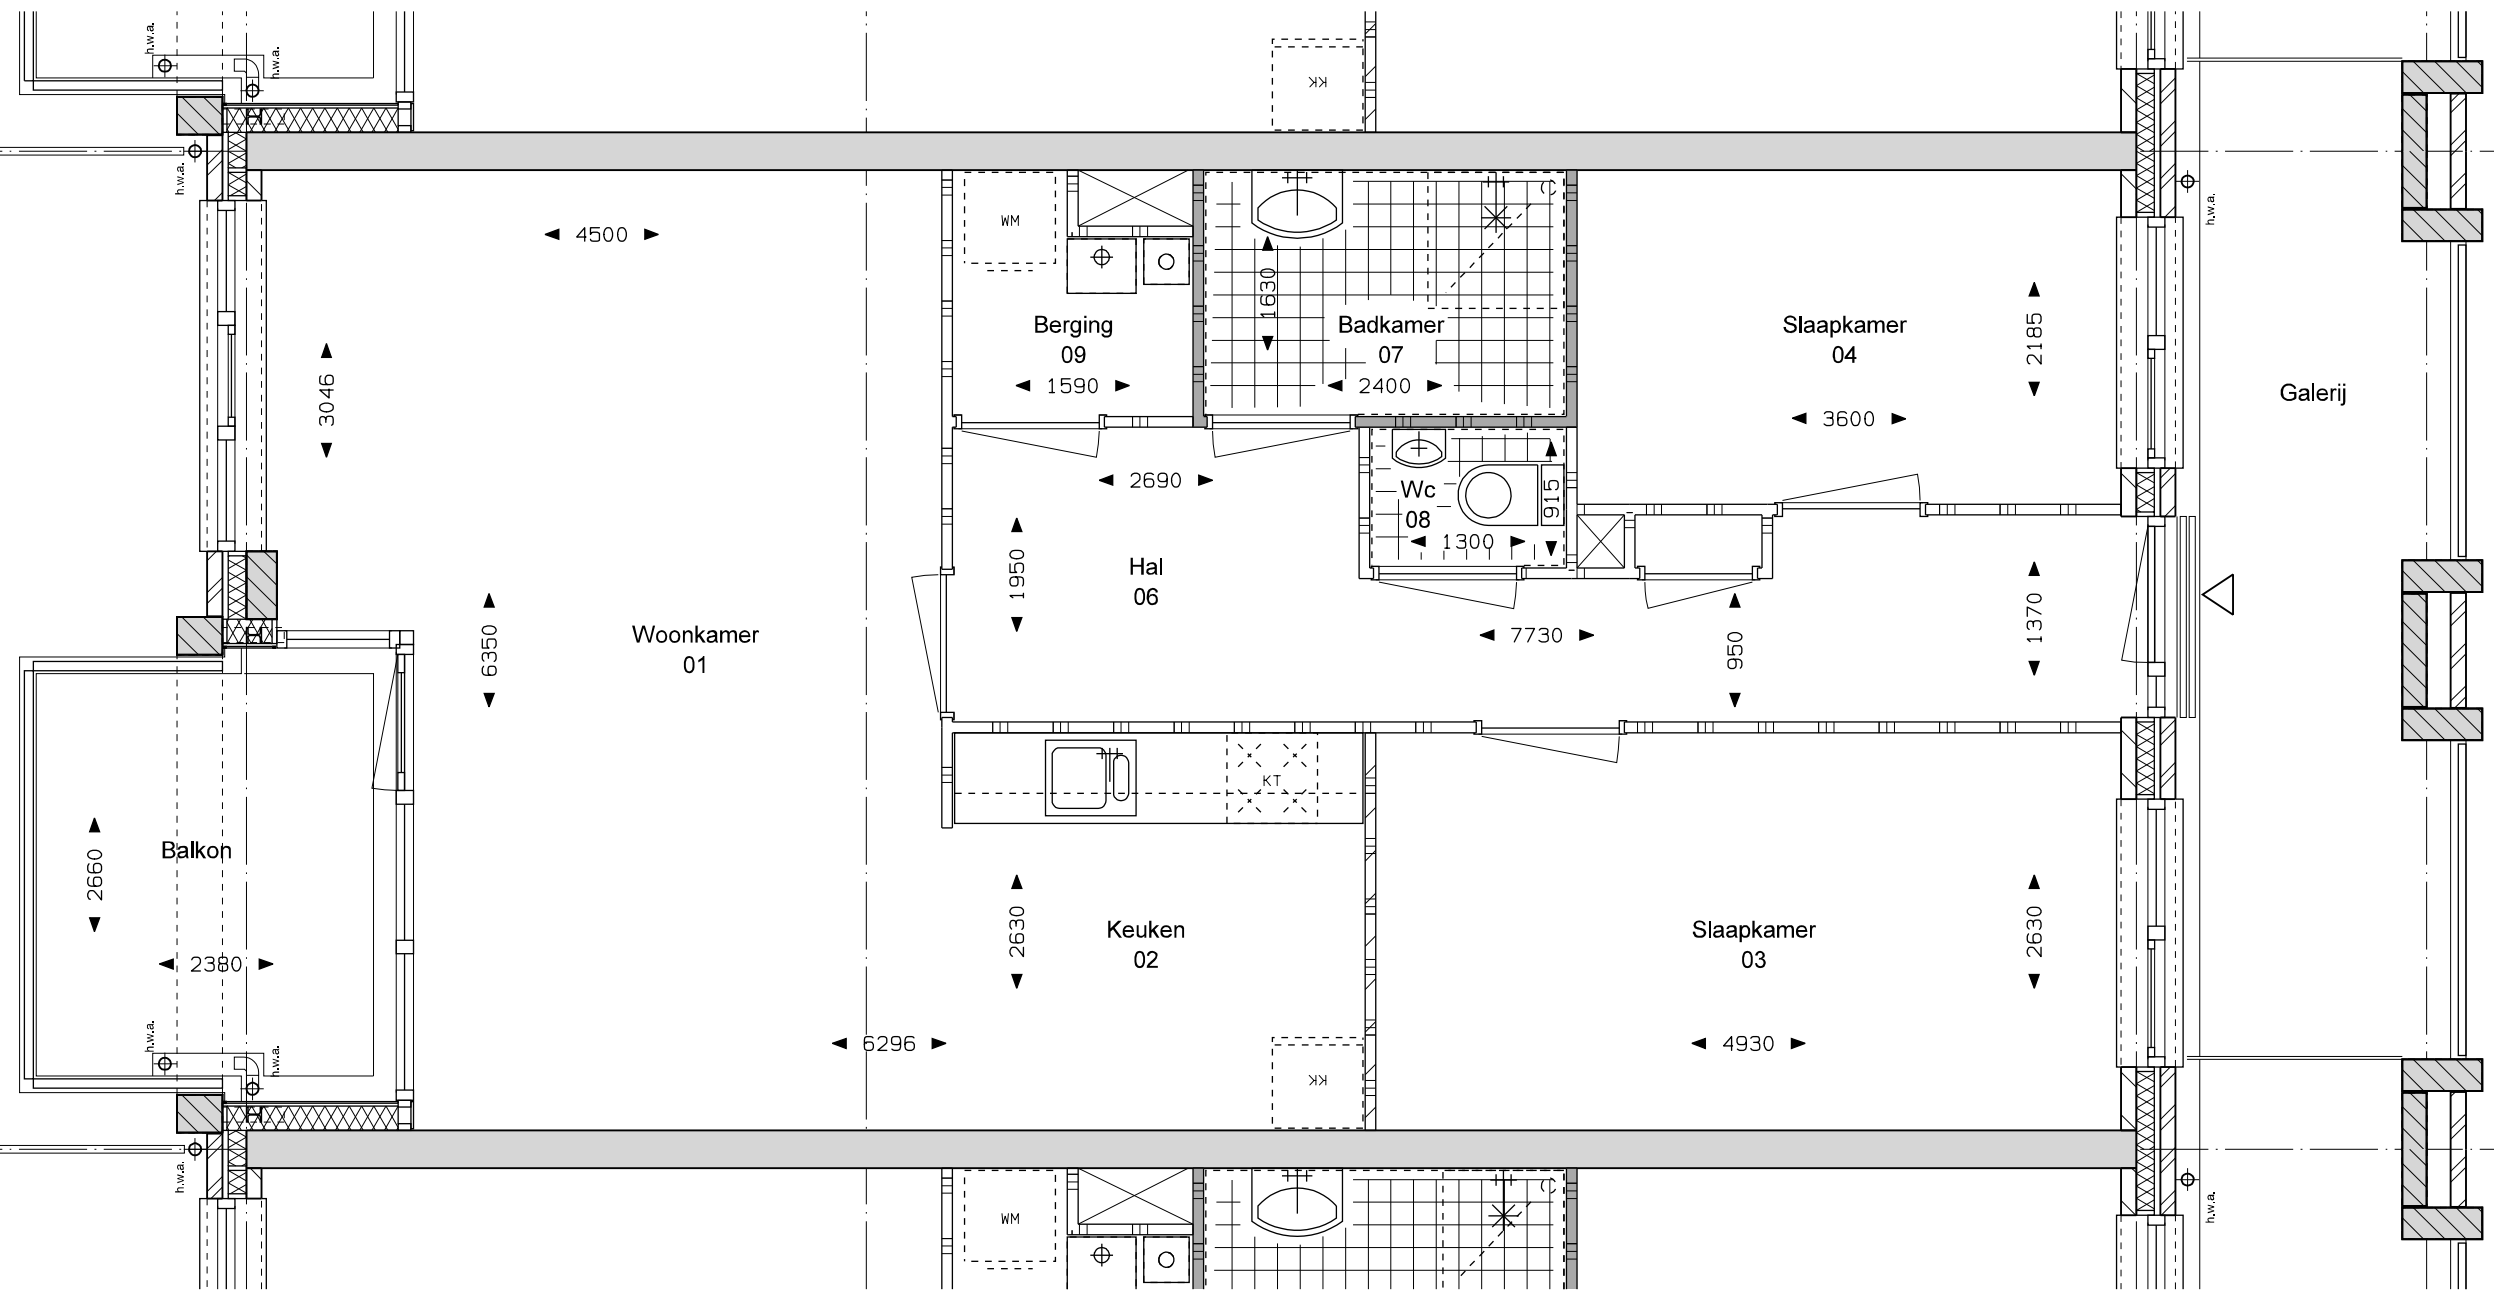 h.w.a.
h.w.a.
KK
h.w.a.
h.w.a.
WM
4500
1630
Berging
09
1590
Badkamer
07
2400
Slaapkamer
04
2185
3600
Galerij
3046
2690
Wc
08
915
1300
1950
Hal
06
6350
Woonkamer
01
7730
950
1370
KT
Balkon
2660
2380
Keuken
02
2630
Slaapkamer
03
2630
6296
4930
h.w.a.
h.w.a.
KK
h.w.a.
h.w.a.
WM